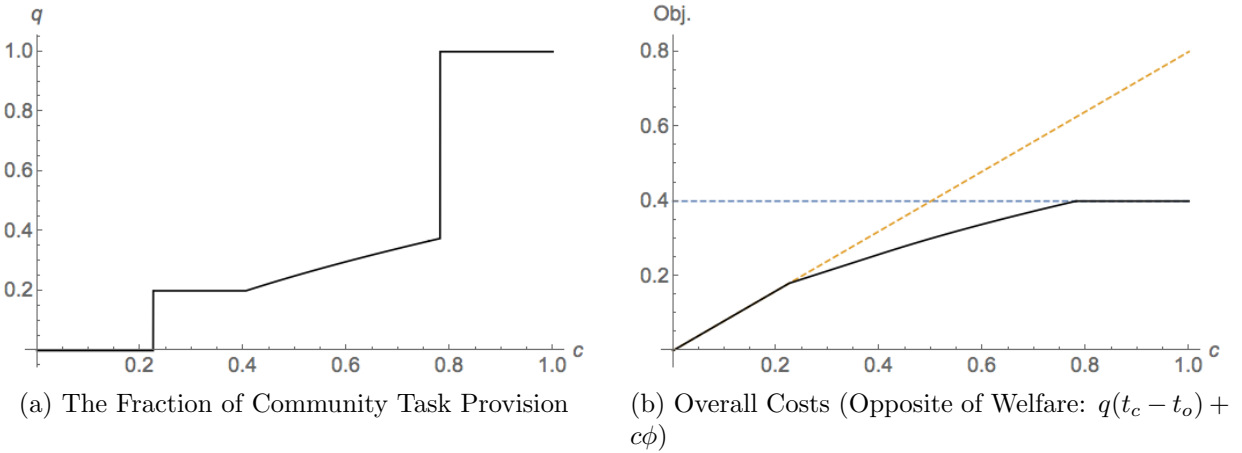 q
1.0
0.8
0.6
0.4
0.2
0.2 0.4 0.6 0.8 1.0 c
(a) The Fraction of Community Task Provision
Obj.
0.8
0.6
0.4
0.2
0.2 0.4 0.6 0.8 1.0 c
(b) Overall Costs (Opposite of Welfare: q(t_c − t_o) +
cϕ)